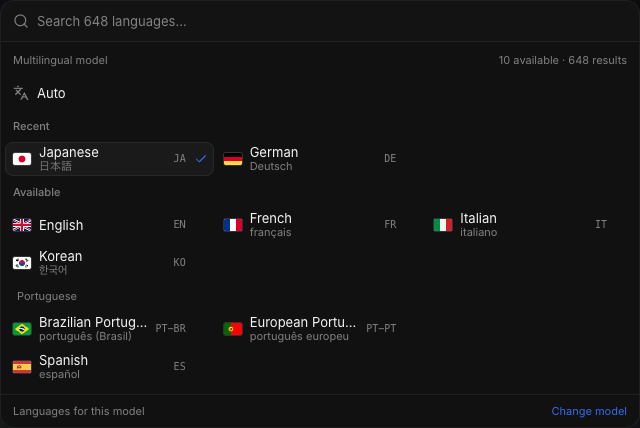 Search 648 languages...
Multilingual model
10 available · 648 results
Auto
Recent
Japanese
日本語
JA
German
Deutsch
DE
Available
English
EN
French
français
FR
Italian
italiano
IT
Korean
한국어
KO
Portuguese
Brazilian Portug...
português (Brasil)
PT-BR
European Portu...
português europeu
PT-PT
Spanish
español
ES
Languages for this model
Change model